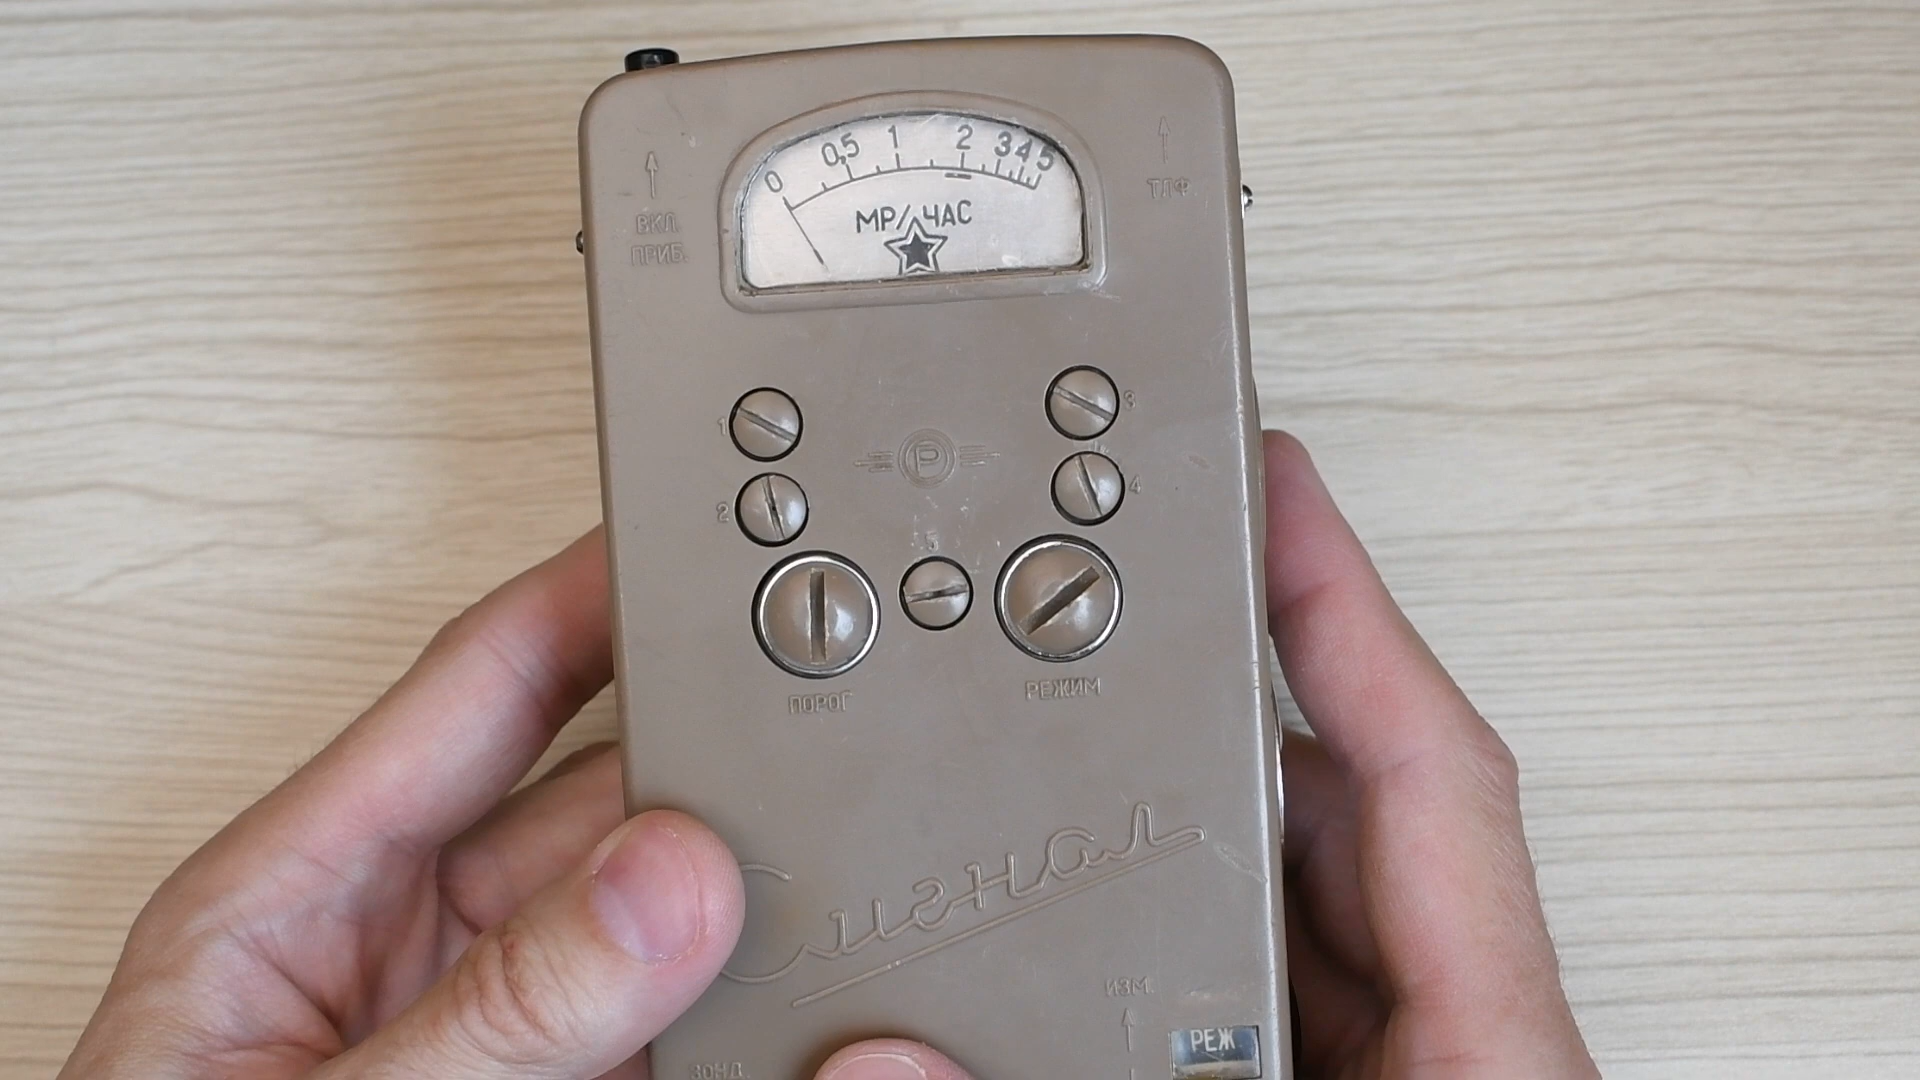 0 0,5 1 2 3 4 5
МР/ЧАС
ВКЛ.
ПРИБ.
ТЛФ.
1
3
Р
2
4
5
ПОРОГ
РЕЖИМ
Сигнал
ИЗМ.
РЕЖ
ЗОНД.